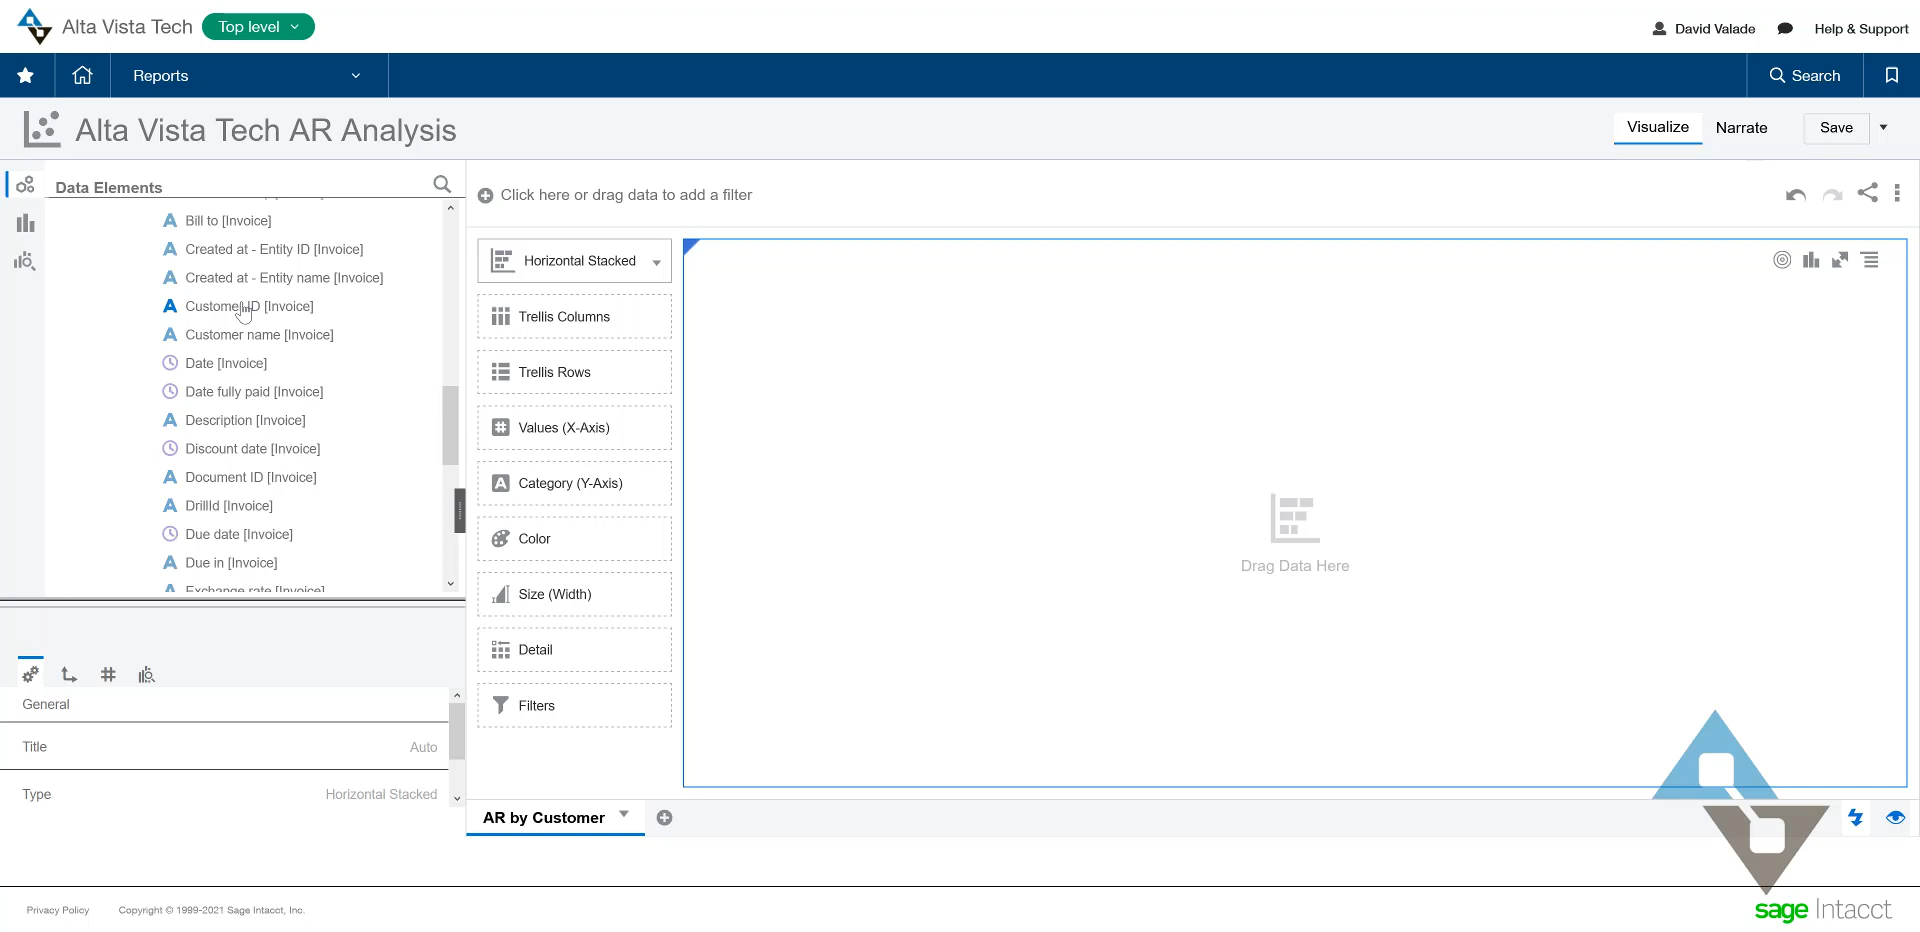 Alta Vista Tech Top level
David Valade Help & Support
Reports
Search
Alta Vista Tech AR Analysis
Visualize Narrate Save
Data Elements
Click here or drag data to add a filter
Bill to [Invoice]
Created at - Entity ID [Invoice]
Created at - Entity name [Invoice]
Customer ID [Invoice]
Customer name [Invoice]
Date [Invoice]
Date fully paid [Invoice]
Description [Invoice]
Discount date [Invoice]
Document ID [Invoice]
DrillId [Invoice]
Due date [Invoice]
Due in [Invoice]
Exchange rate [Invoice]
Horizontal Stacked
Trellis Columns
Trellis Rows
Values (X-Axis)
Category (Y-Axis)
Color
Size (Width)
Detail
Filters
Drag Data Here
General
Title Auto
Type Horizontal Stacked
AR by Customer
Privacy Policy Copyright © 1999-2021 Sage Intacct, Inc.
sage Intacct